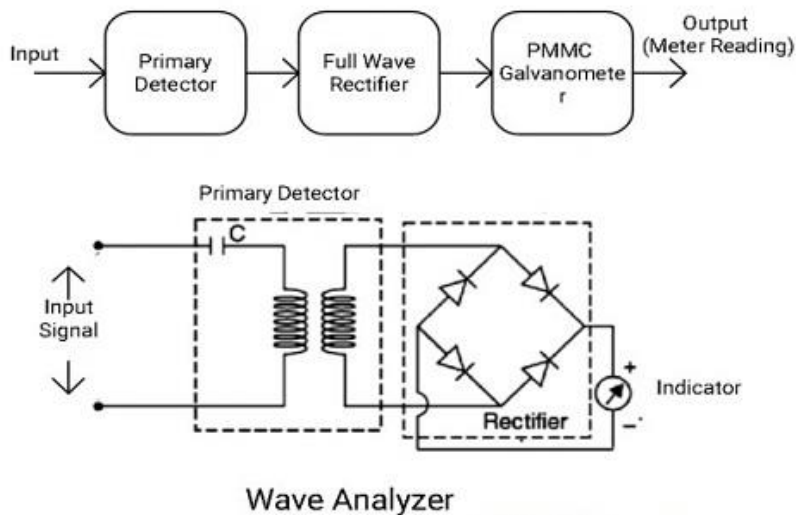 Input
Primary
Detector
Full Wave
Rectifier
PMMC
Galvanomete
r
Output
(Meter Reading)
Primary Detector
C
Input
Signal
Rectifier
+
−
Indicator
Wave Analyzer